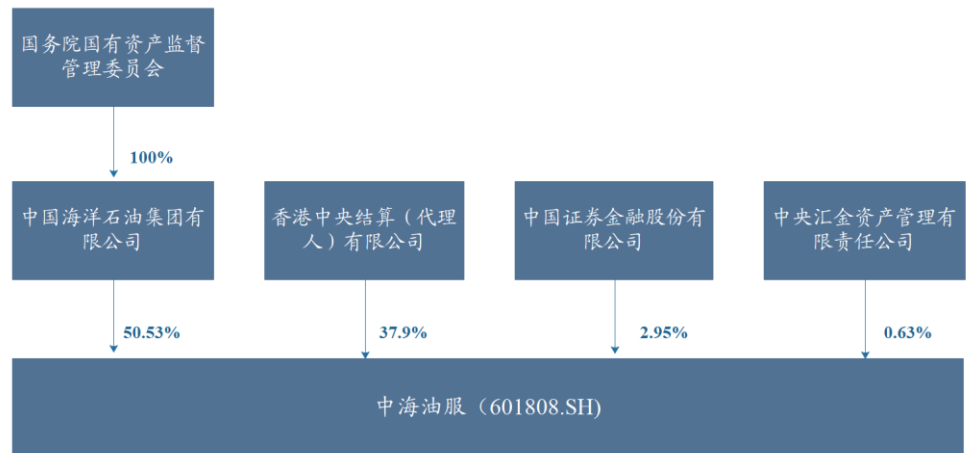 国务院国有资产监督
管理委员会
100%
中国海洋石油集团有
限公司
香港中央结算（代理
人）有限公司
中国证券金融股份有
限公司
中央汇金资产管理有
限责任公司
50.53%
37.9%
2.95%
0.63%
中海油服（601808.SH)